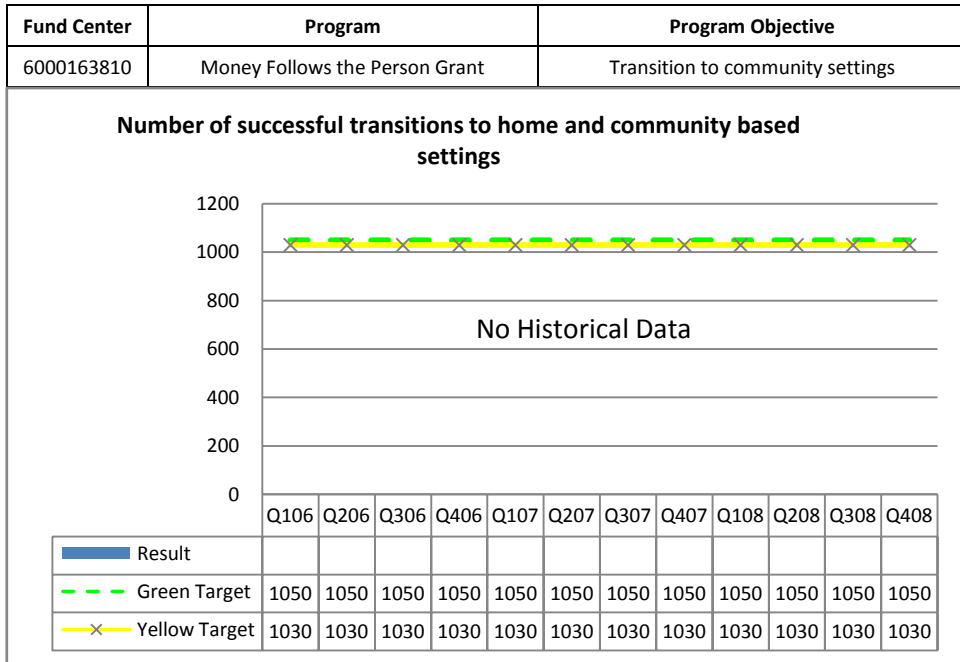 Fund Center Program Program Objective
6000163810 Money Follows the Person Grant Transition to community settings
Number of successful transitions to home and community based
settings
1200
1000
800
600
400
200
0
No Historical Data
Q106 Q206 Q306 Q406 Q107 Q207 Q307 Q407 Q108 Q208 Q308 Q408
Result
Green Target 1050 1050 1050 1050 1050 1050 1050 1050 1050 1050 1050 1050
Yellow Target 1030 1030 1030 1030 1030 1030 1030 1030 1030 1030 1030 1030